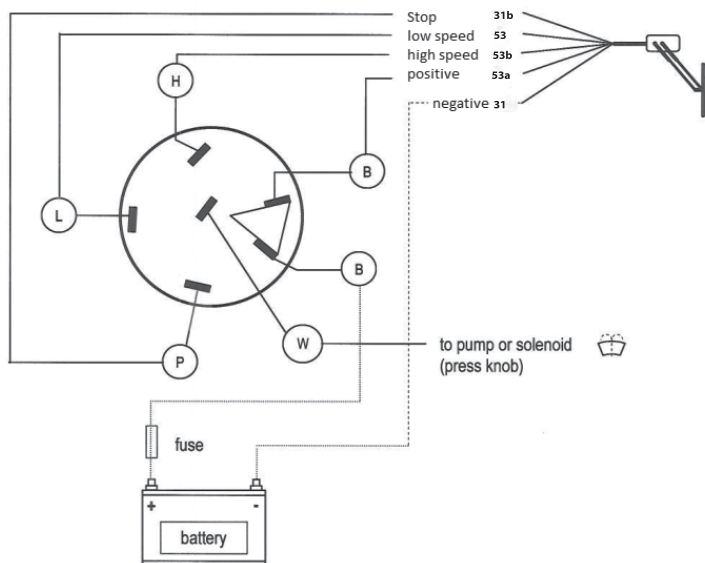 Stop 31b
low speed 53
high speed 53b
positive 53a
negative 31
H
B
L
B
W
P
to pump or solenoid
(press knob)
fuse
+ -
battery